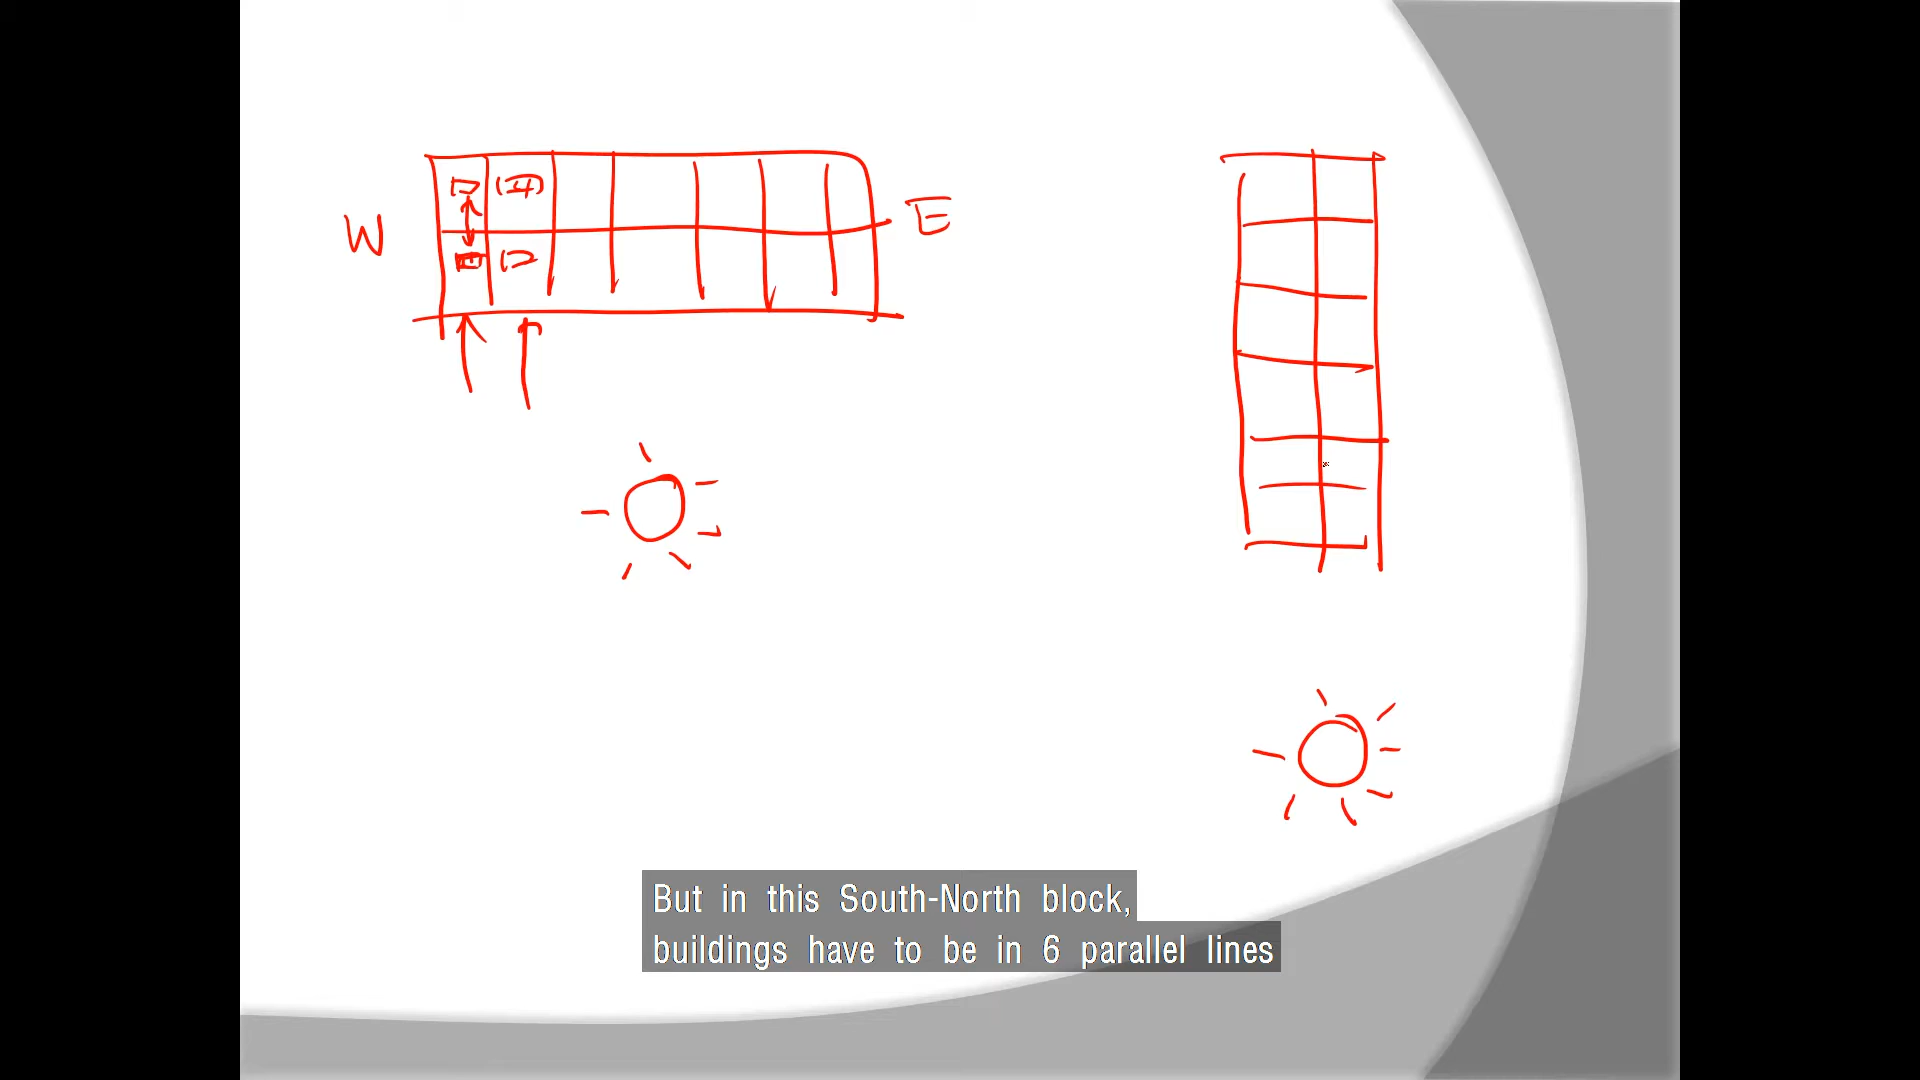 W
E
But in this South-North block,
buildings have to be in 6 parallel lines